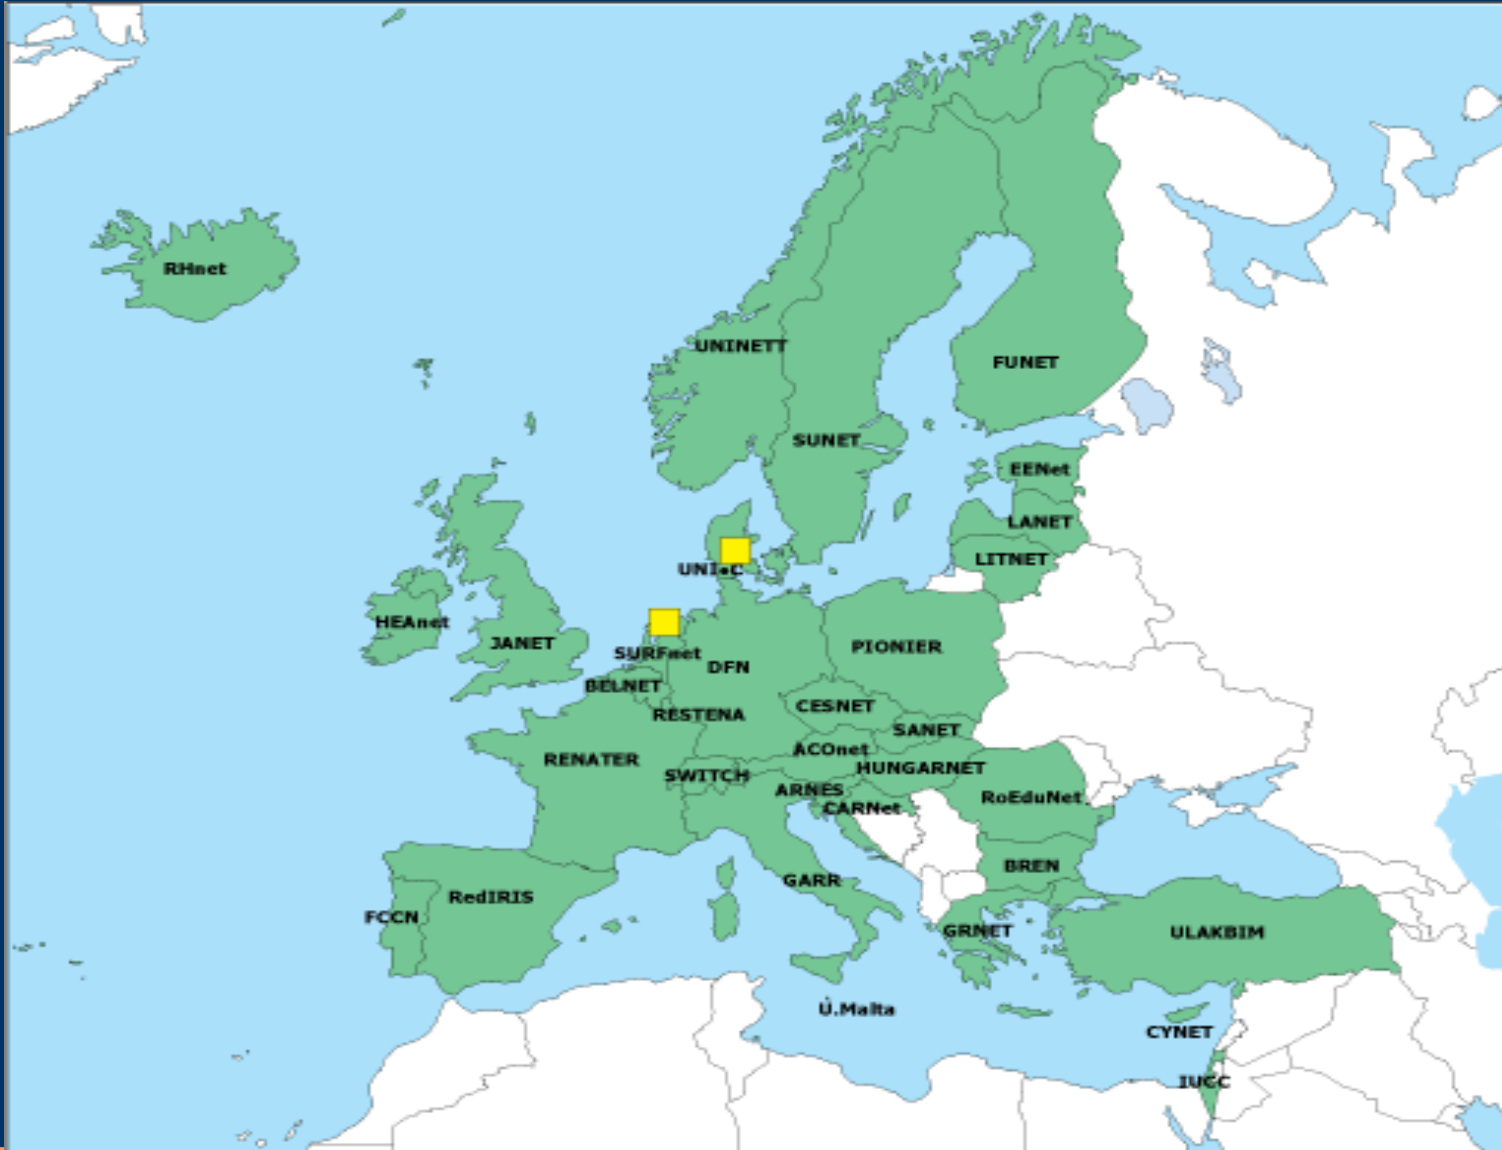 RHnet
UNINETT
FUNET
SUNET
EENet
LANET
LITNET
UNI•C
HEAnet
JANET
SURFnet
DFN
PIONIER
BELNET
RESTENA
CESNET
SANET
ACOnet
RENATER
SWITCH
HUNGARNET
ARNES
CARNet
RoEduNet
BREN
GARR
RedIRIS
FCCN
GRNET
ULAKBIM
U.Malta
CYNET
IUCC